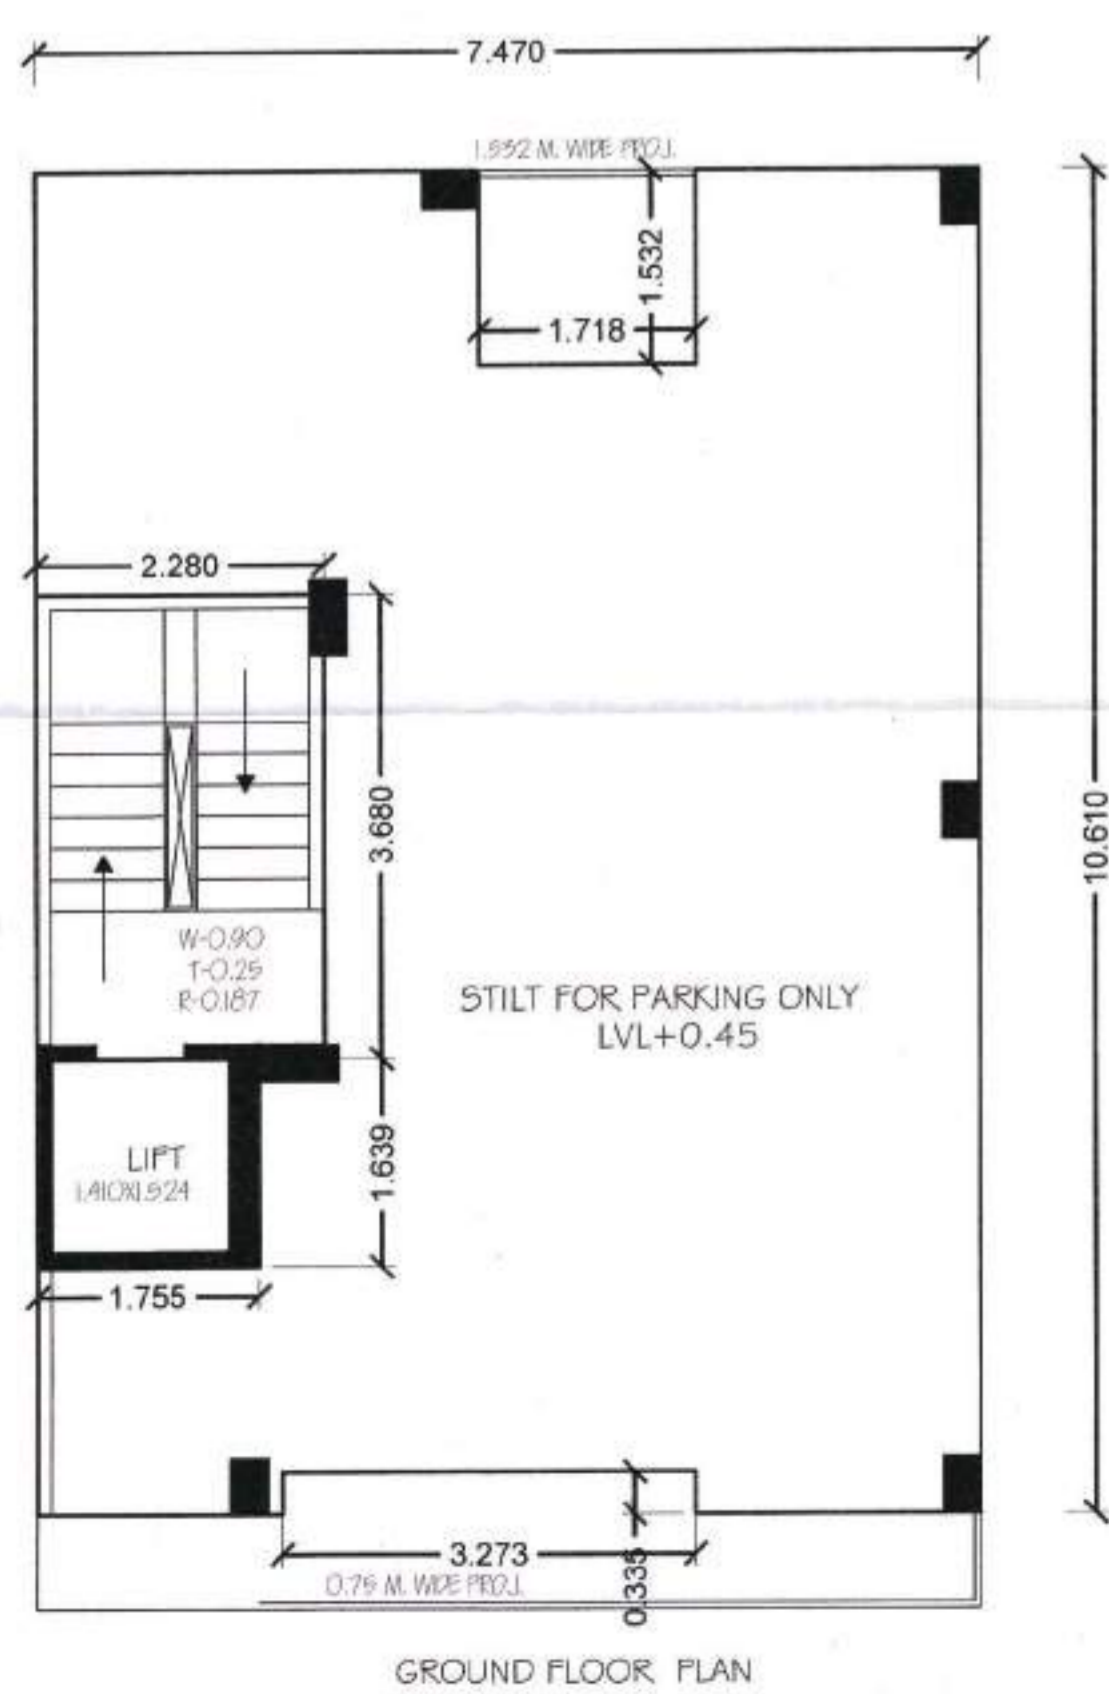 7.470
1.532 M. WIDE PROJ.
1.532
1.718
2.280
3.680
10.610
W-0.90
T-0.25
R-0.187
STILT FOR PARKING ONLY
LVL+0.45
LIFT
1.410X1.524
1.639
1.755
3.273
0.335
0.75 M. WIDE PROJ.
GROUND FLOOR PLAN